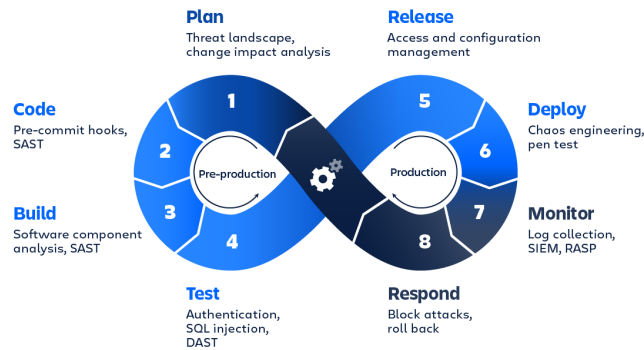 Plan
Threat landscape,
change impact analysis
Release
Access and configuration
management
Code
Pre-commit hooks,
SAST
Deploy
Chaos engineering,
pen test
1
2
3
4
5
6
7
8
Pre-production
Production
Build
Software component
analysis, SAST
Monitor
Log collection,
SIEM, RASP
Test
Authentication,
SQL injection,
DAST
Respond
Block attacks,
roll back